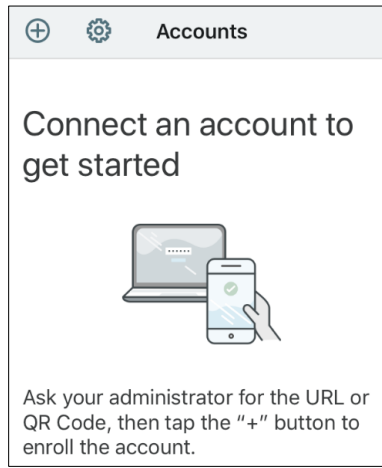 Accounts
Connect an account to
get started
Ask your administrator for the URL or
QR Code, then tap the “+” button to
enroll the account.